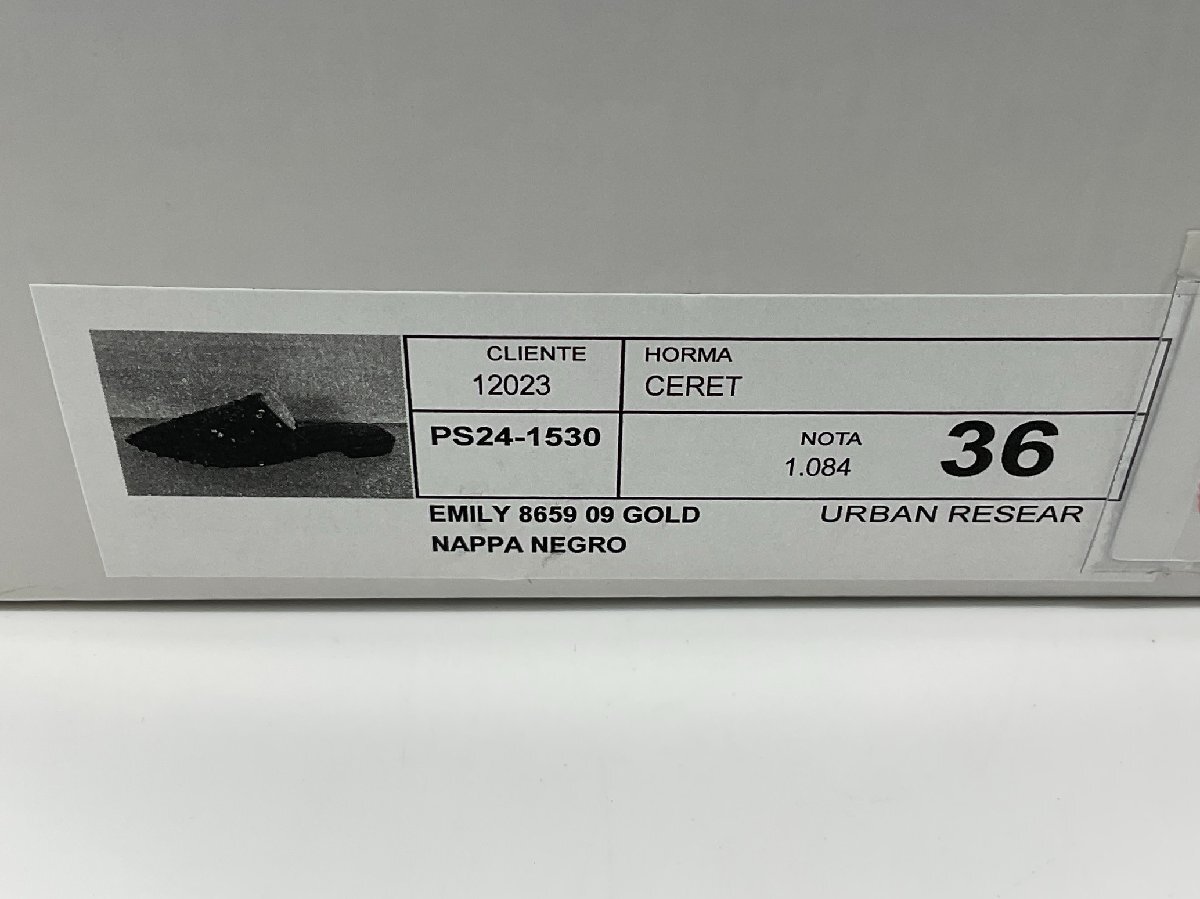 CLIENTE
12023
HORMA
CERET
PS24-1530
NOTA
1.084
36
EMILY 8659 09 GOLD
NAPPA NEGRO
URBAN RESEAR